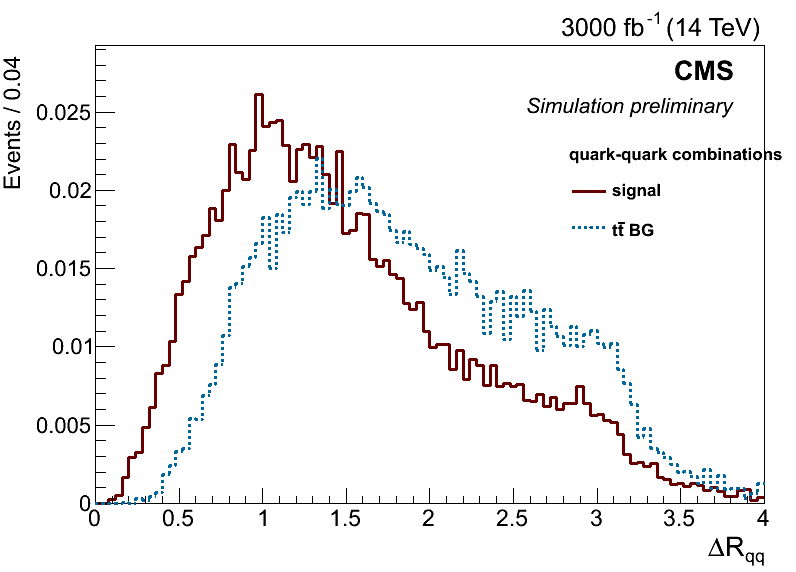 3000 fb⁻¹ (14 TeV)
Events / 0.04
CMS
Simulation preliminary
quark-quark combinations
signal
tt̄ BG
0.025
0.02
0.015
0.01
0.005
0
0 0.5 1 1.5 2 2.5 3 3.5 4
ΔR_qq